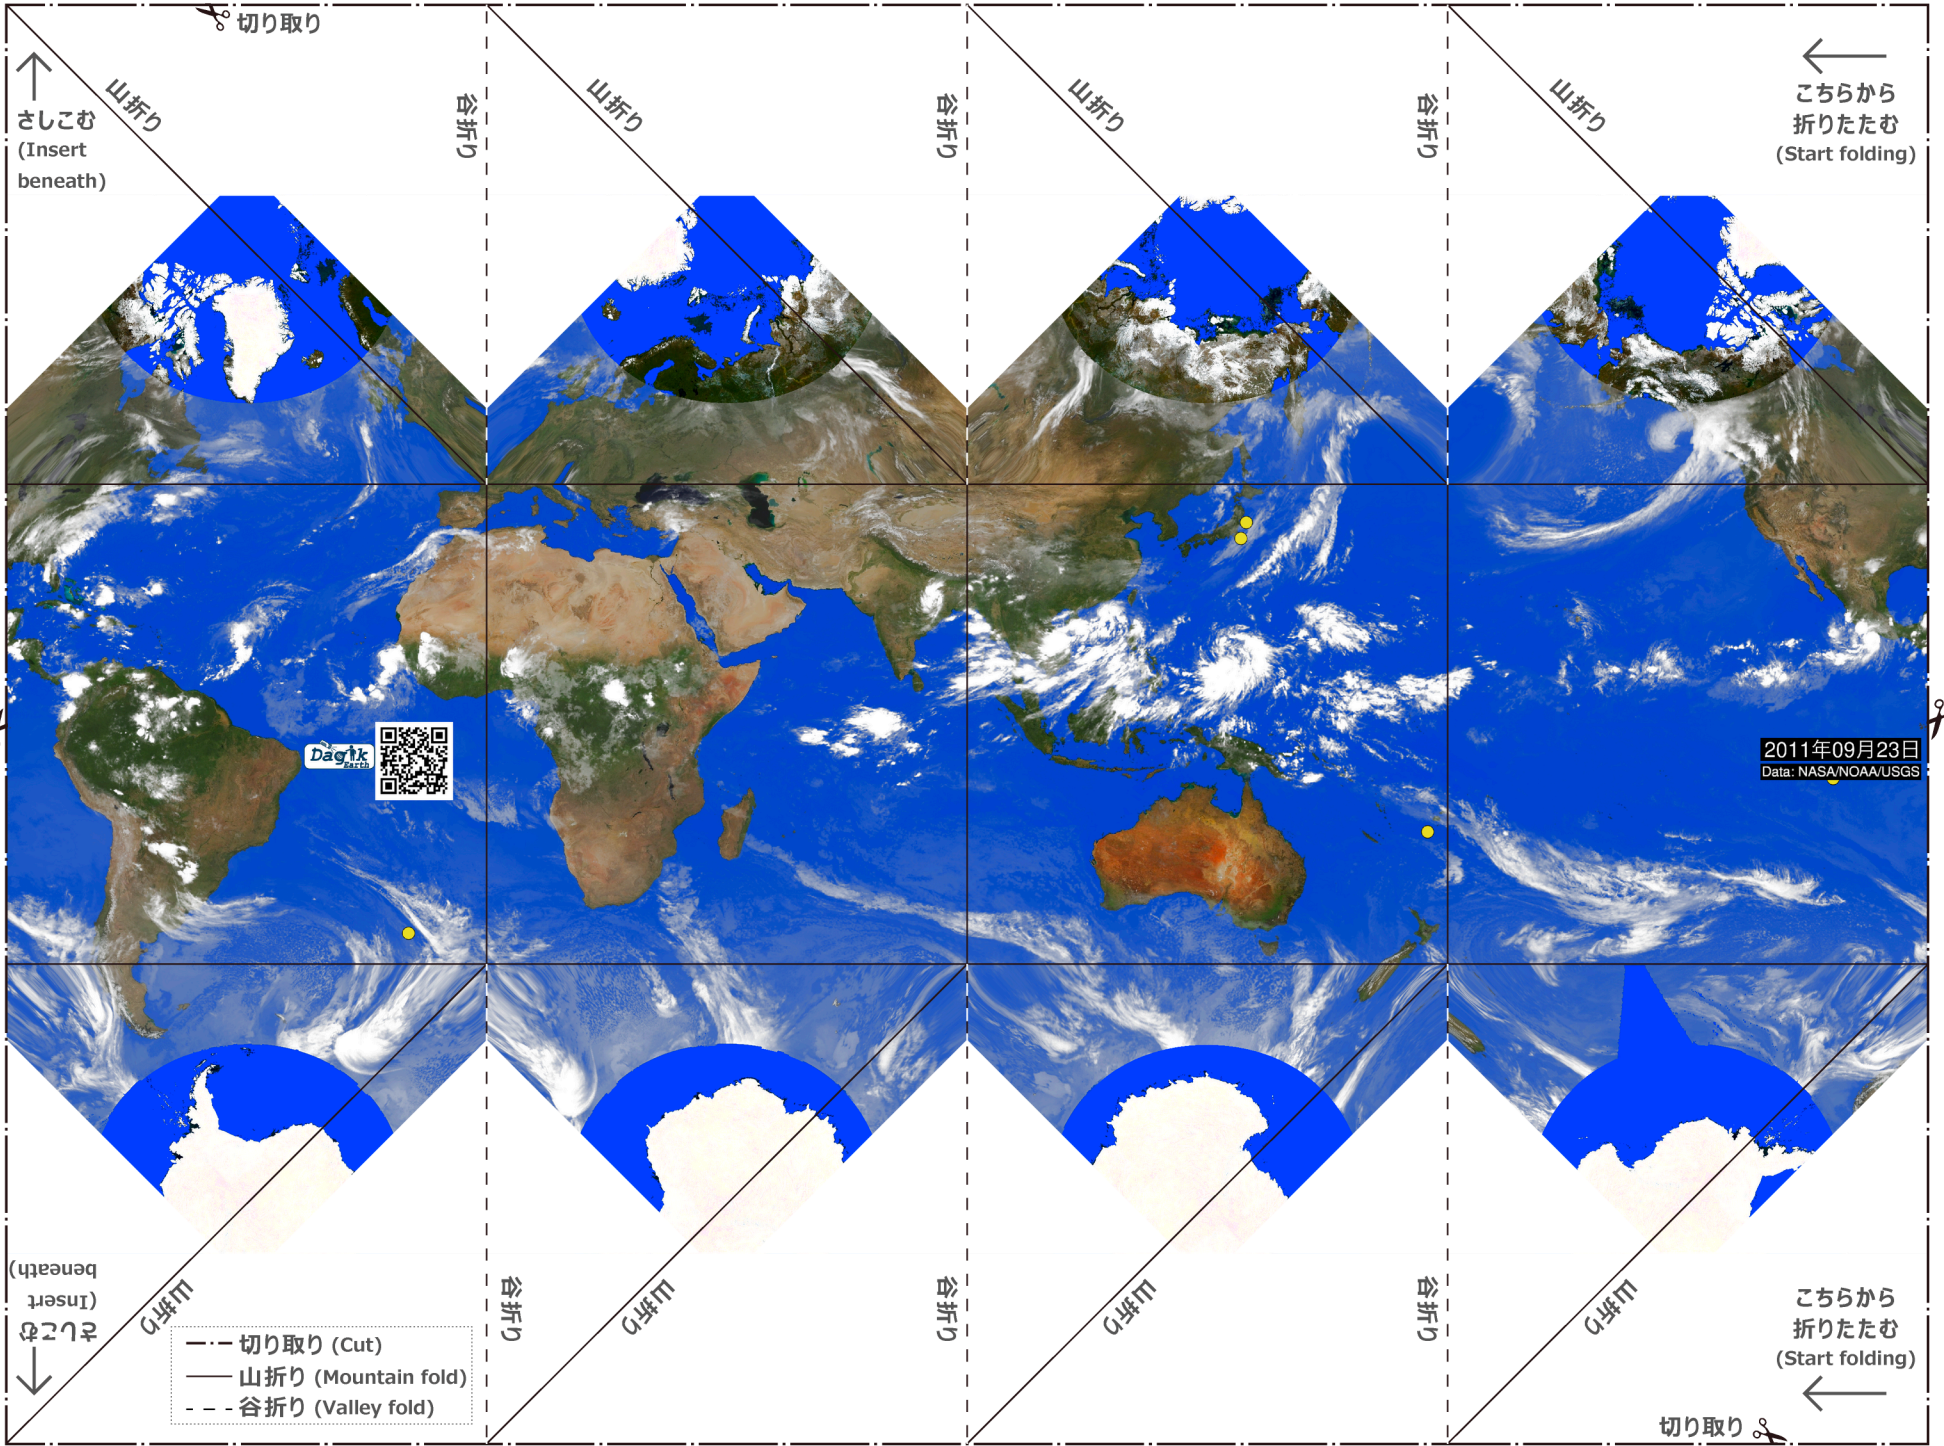 切り取り
さしこむ
(Insert
beneath)
山折り
谷折り
山折り
谷折り
山折り
谷折り
山折り
こちらから
折りたたむ
(Start folding)
Dagik
Earth
2011年09月23日
Data: NASA/NOAA/USGS
さしこむ
(Insert
beneath)
山折り
谷折り
山折り
谷折り
山折り
谷折り
山折り
こちらから
折りたたむ
(Start folding)
切り取り (Cut)
山折り (Mountain fold)
谷折り (Valley fold)
切り取り